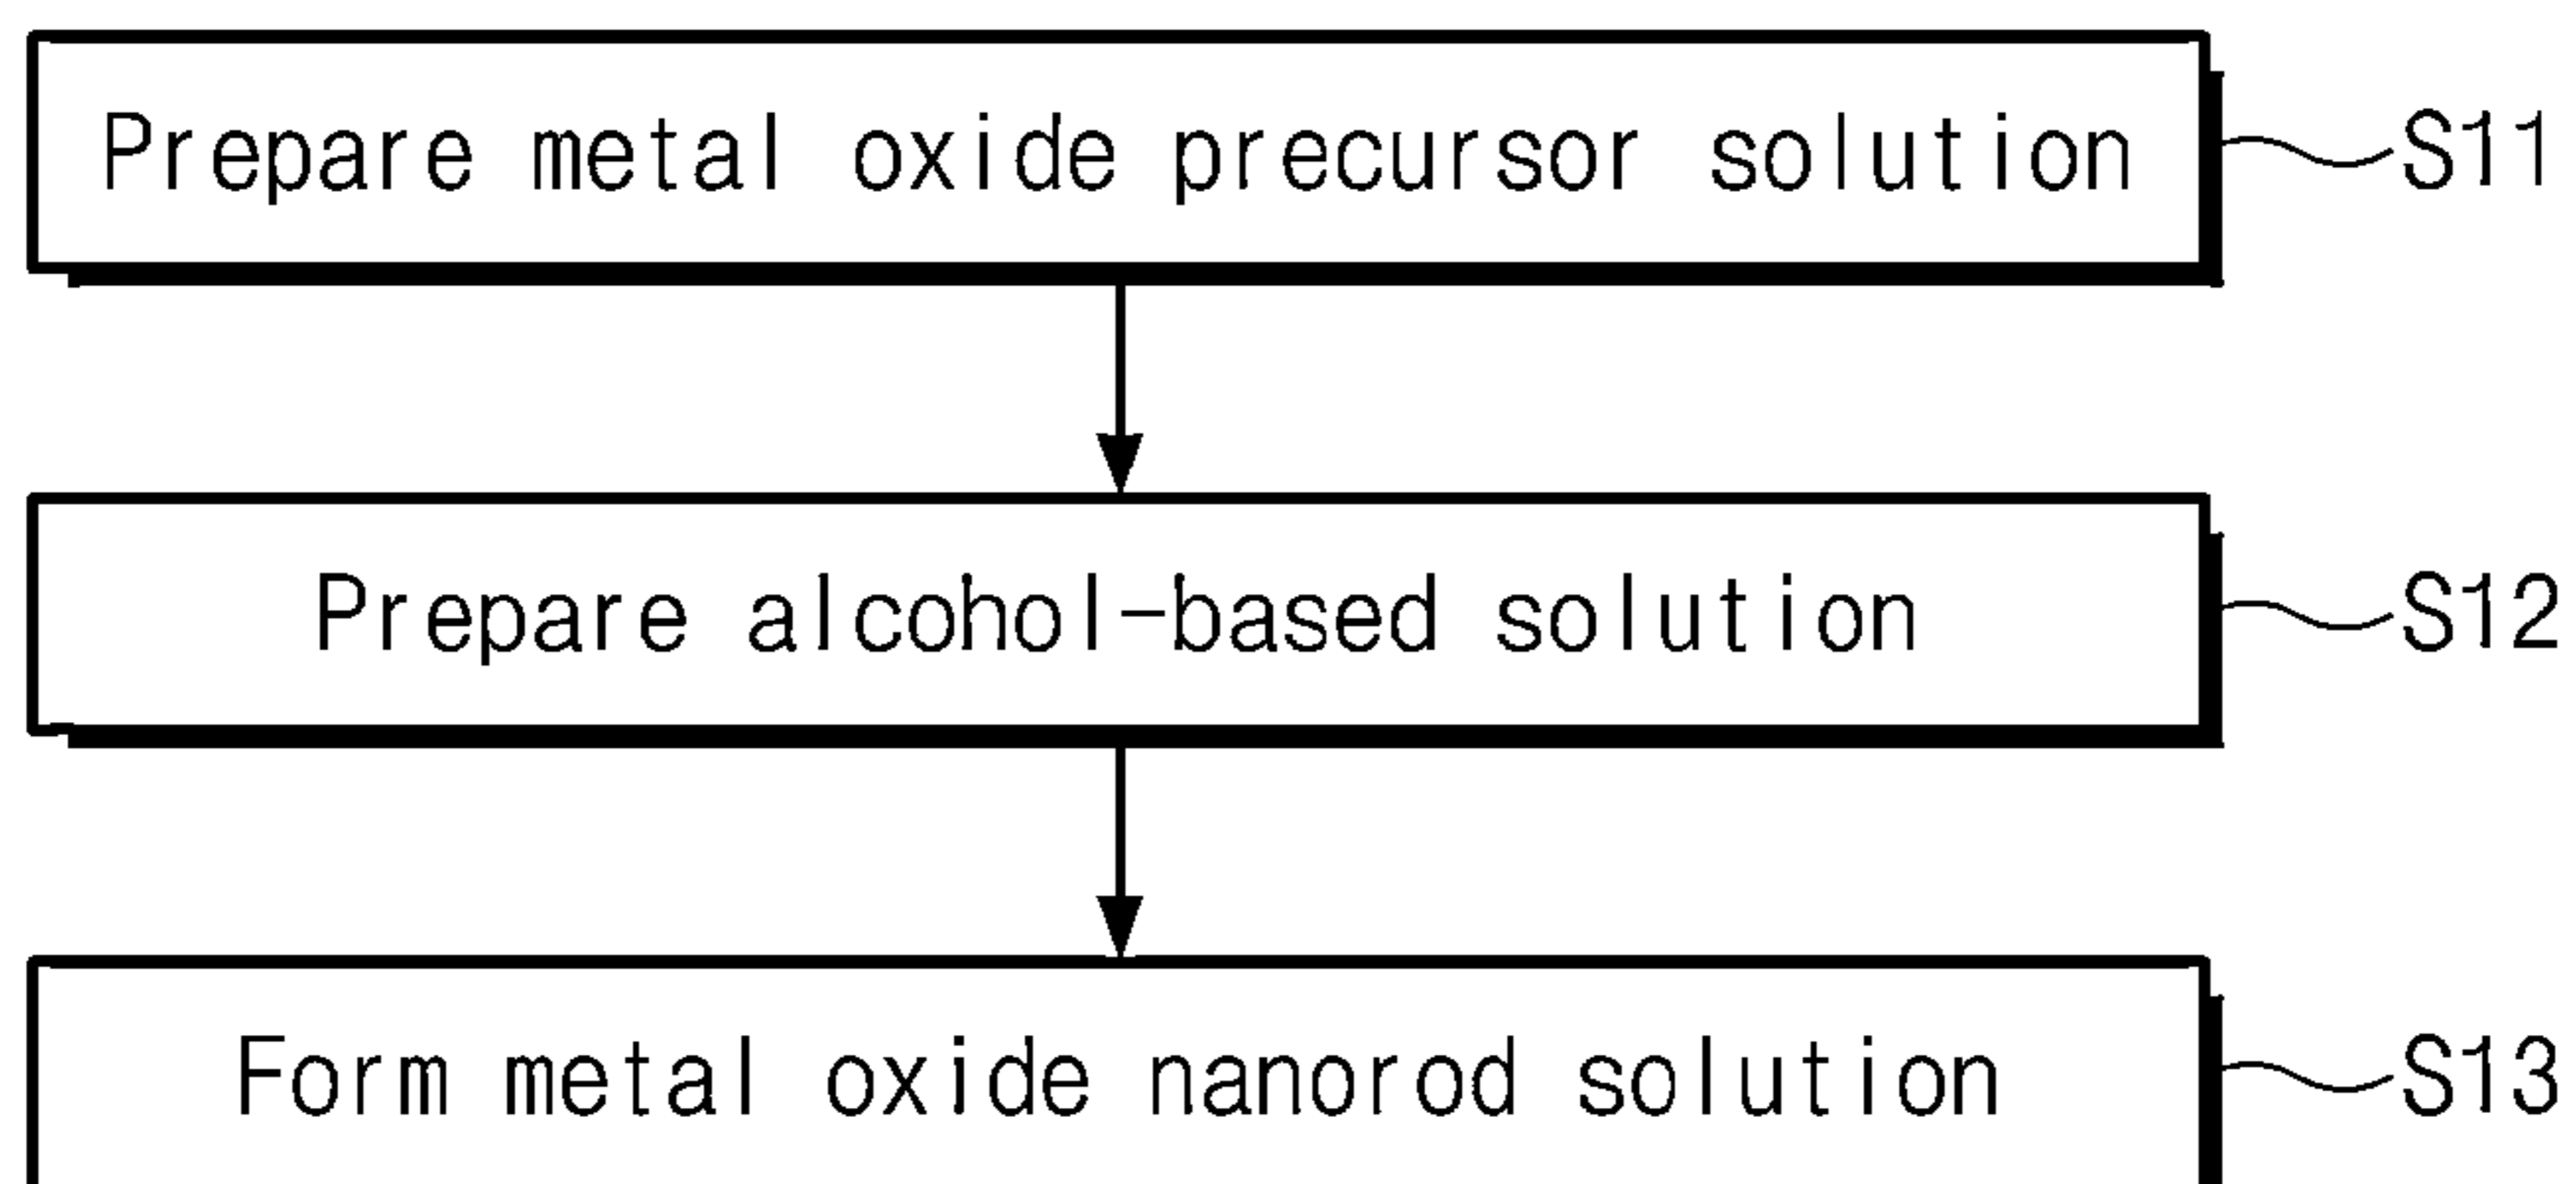 Prepare metal oxide precursor solution S11
Prepare alcohol-based solution S12
Form metal oxide nanorod solution S13